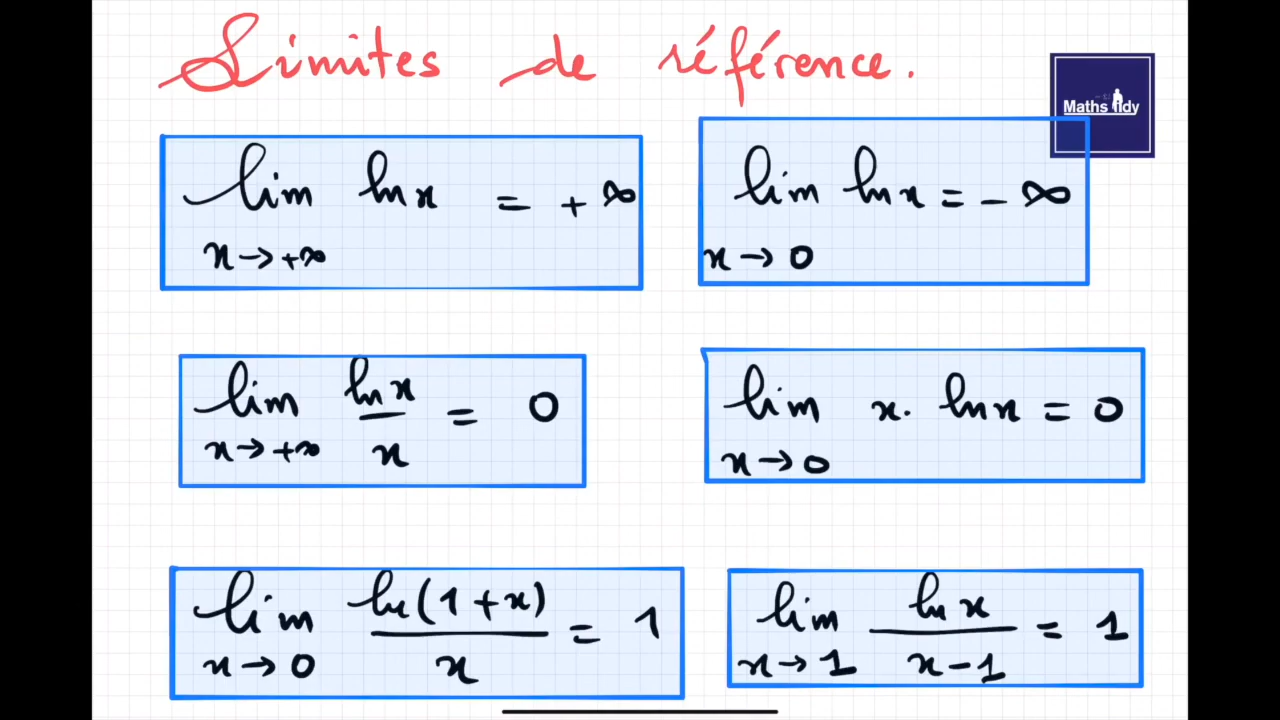 Limites de référence.
Maths Tidy
lim ln x = + ∞
x → +∞
lim ln x = - ∞
x → 0
lim ln x / x = 0
x → +∞
lim x. ln x = 0
x → 0
lim ln(1+x) / x = 1
x → 0
lim ln x / x-1 = 1
x → 1